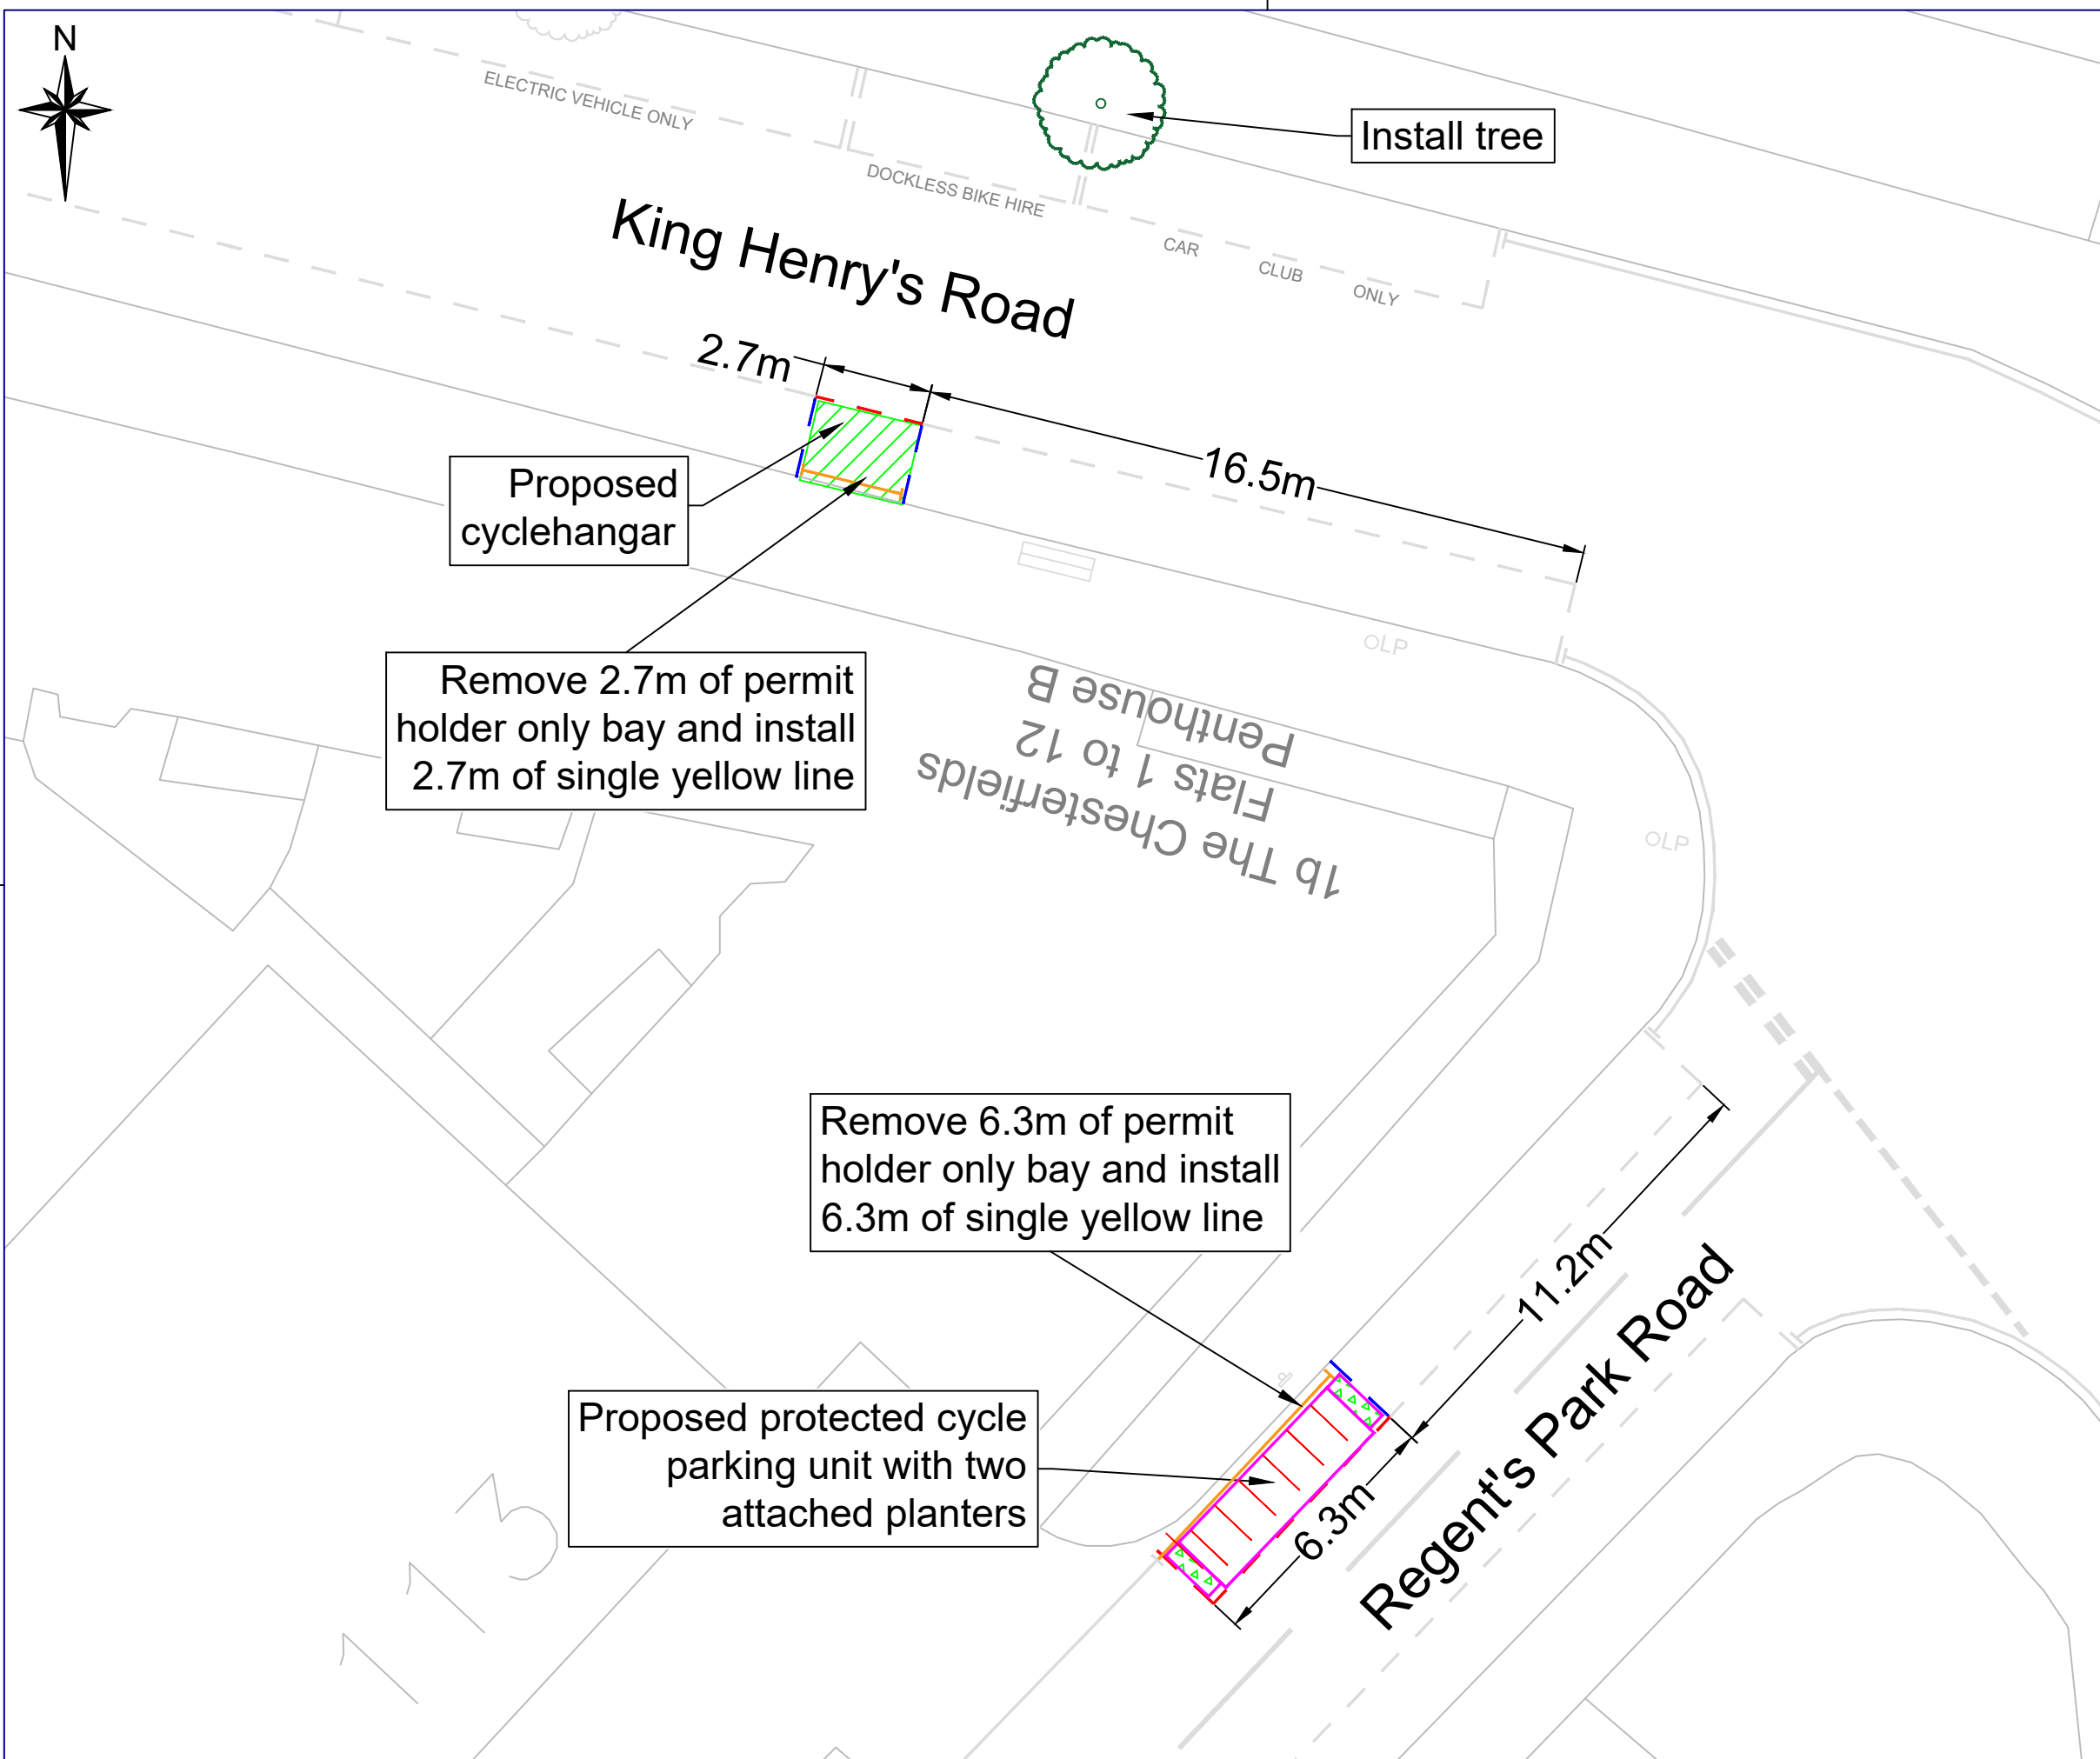 N
ELECTRIC VEHICLE ONLY
DOCKLESS BIKE HIRE
CAR CLUB ONLY
Install tree
King Henry's Road
2.7m
16.5m
Proposed
cyclehangar
Remove 2.7m of permit
holder only bay and install
2.7m of single yellow line
LP
LP
1b The Chesterfields
Flats 1 to 12
Penthouse B
Remove 6.3m of permit
holder only bay and install
6.3m of single yellow line
11.2m
Regent's Park Road
6.3m
Proposed protected cycle
parking unit with two
attached planters
113